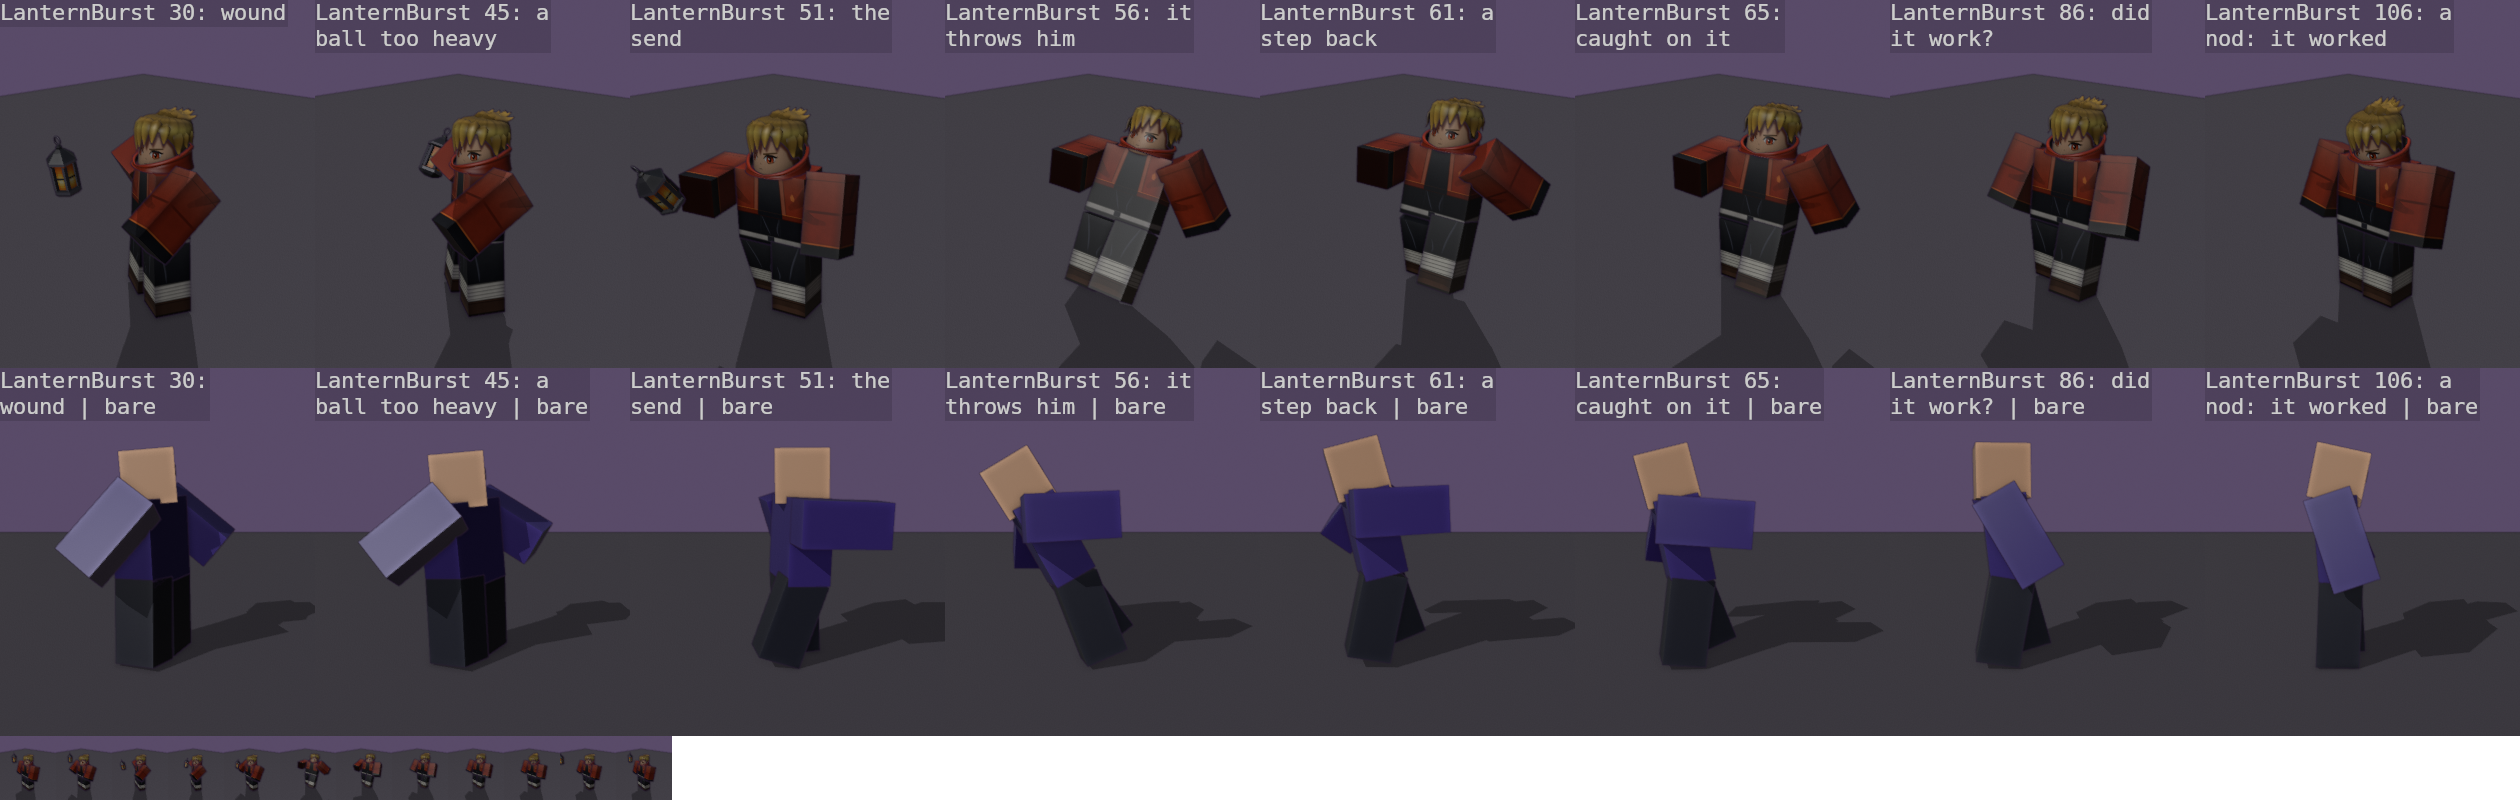 LanternBurst 30: wound
LanternBurst 45: a
ball too heavy
LanternBurst 51: the
send
LanternBurst 56: it
throws him
LanternBurst 61: a
step back
LanternBurst 65:
caught on it
LanternBurst 86: did
it work?
LanternBurst 106: a
nod: it worked
LanternBurst 30:
wound | bare
LanternBurst 45: a
ball too heavy | bare
LanternBurst 51: the
send | bare
LanternBurst 56: it
throws him | bare
LanternBurst 61: a
step back | bare
LanternBurst 65:
caught on it | bare
LanternBurst 86: did
it work? | bare
LanternBurst 106: a
nod: it worked | bare